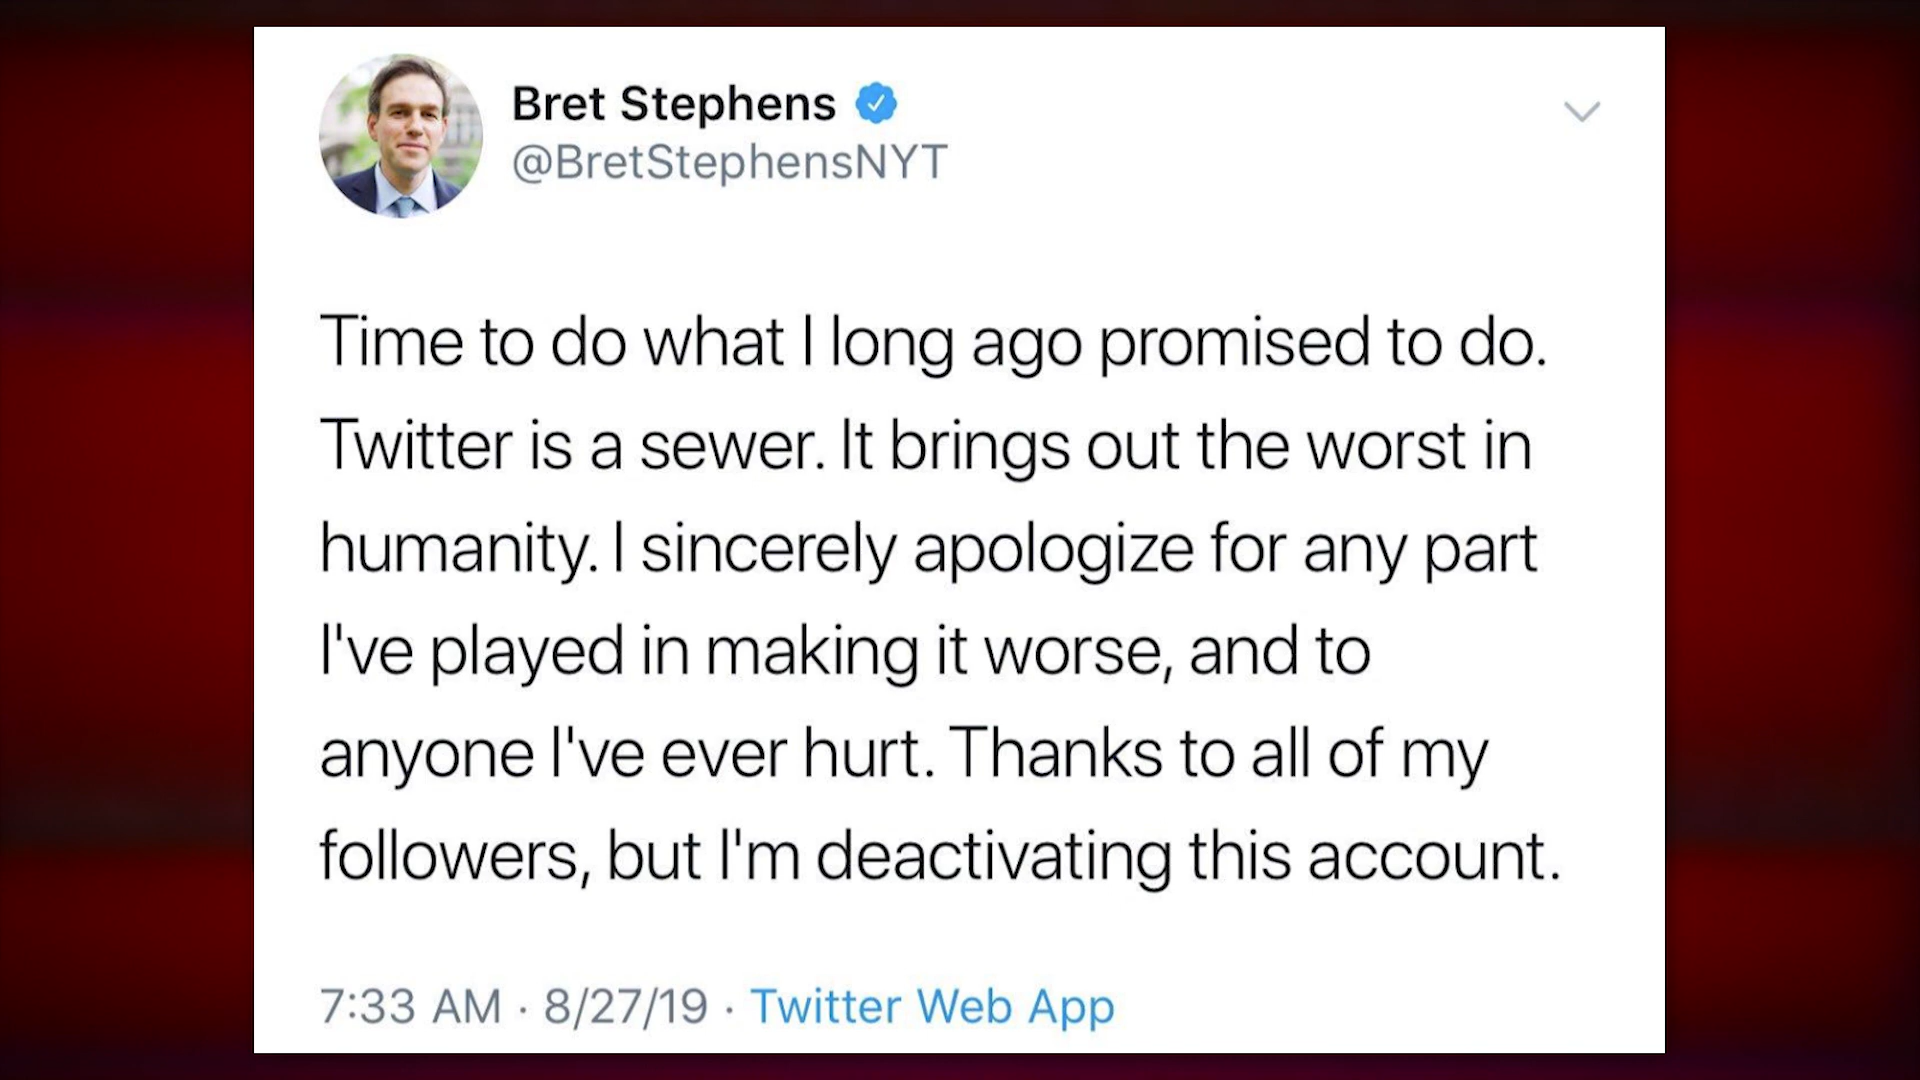 Bret Stephens
@BretStephensNYT
Time to do what I long ago promised to do.
Twitter is a sewer. It brings out the worst in
humanity. I sincerely apologize for any part
I've played in making it worse, and to
anyone I've ever hurt. Thanks to all of my
followers, but I'm deactivating this account.
7:33 AM · 8/27/19 · Twitter Web App